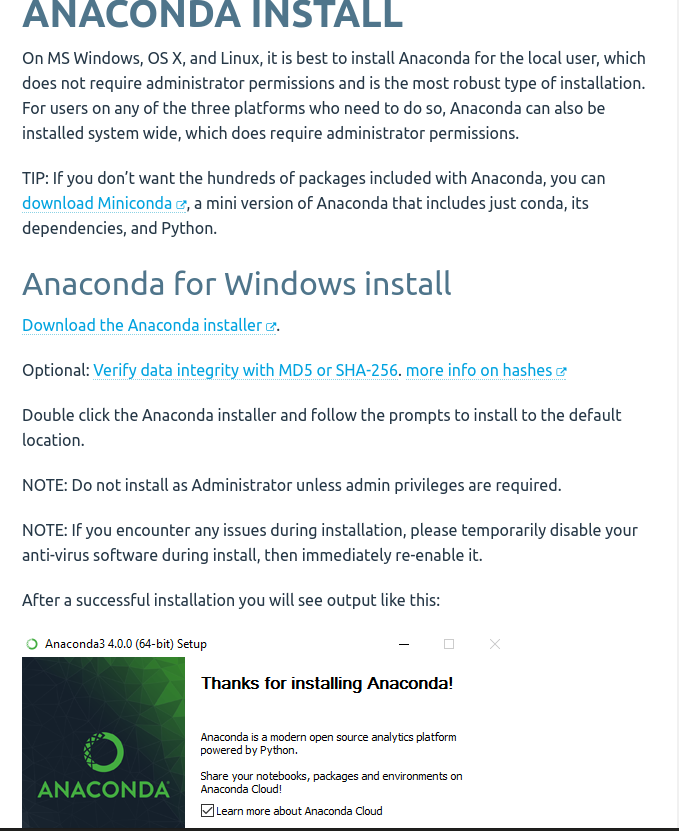 ANACONDA INSTALL
On MS Windows, OS X, and Linux, it is best to install Anaconda for the local user, which
does not require administrator permissions and is the most robust type of installation.
For users on any of the three platforms who need to do so, Anaconda can also be
installed system wide, which does require administrator permissions.
TIP: If you don’t want the hundreds of packages included with Anaconda, you can
download Miniconda, a mini version of Anaconda that includes just conda, its
dependencies, and Python.
Anaconda for Windows install
Download the Anaconda installer.
Optional: Verify data integrity with MD5 or SHA-256. more info on hashes
Double click the Anaconda installer and follow the prompts to install to the default
location.
NOTE: Do not install as Administrator unless admin privileges are required.
NOTE: If you encounter any issues during installation, please temporarily disable your
anti-virus software during install, then immediately re-enable it.
After a successful installation you will see output like this:
Anaconda3 4.0.0 (64-bit) Setup
Thanks for installing Anaconda!
Anaconda is a modern open source analytics platform
powered by Python.
Share your notebooks, packages and environments on
Anaconda Cloud!
Learn more about Anaconda Cloud
ANACONDA